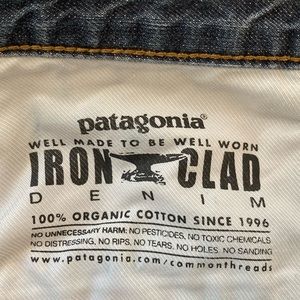 patagonia®
WELL MADE TO BE WELL WORN
IRON CLAD
DENIM
100% ORGANIC COTTON SINCE 1996
NO UNNECESSARY HARM: NO PESTICIDES, NO TOXIC CHEMICALS
NO DISTRESSING, NO RIPS, NO TEARS, NO HOLES, NO SANDING
www.patagonia.com/commonthreads